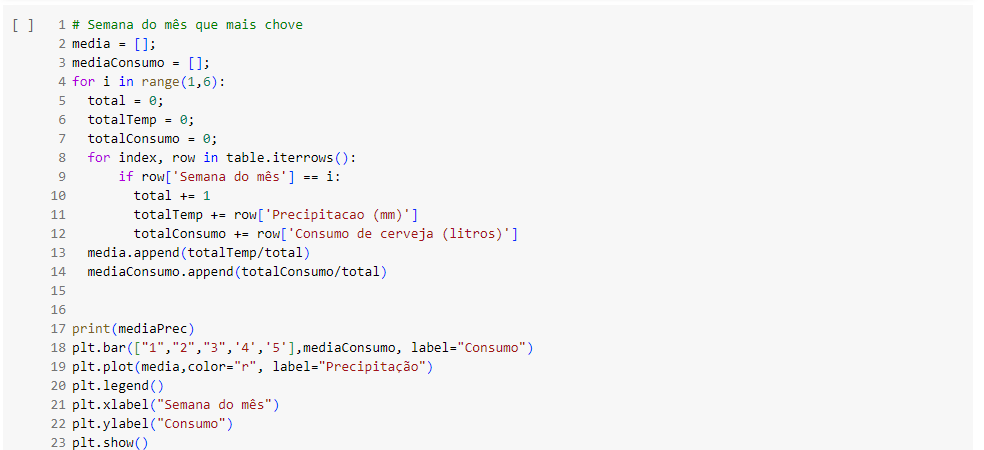 [ ] 1 # Semana do mês que mais chove
2 media = [];
3 mediaConsumo = [];
4 for i in range(1,6):
5   total = 0;
6   totalTemp = 0;
7   totalConsumo = 0;
8   for index, row in table.iterrows():
9       if row['Semana do mês'] == i:
10         total += 1
11         totalTemp += row['Precipitacao (mm)']
12         totalConsumo += row['Consumo de cerveja (litros)']
13   media.append(totalTemp/total)
14   mediaConsumo.append(totalConsumo/total)
15
16
17 print(mediaPrec)
18 plt.bar(["1","2","3",'4','5'],mediaConsumo, label="Consumo")
19 plt.plot(media,color="r", label="Precipitação")
20 plt.legend()
21 plt.xlabel("Semana do mês")
22 plt.ylabel("Consumo")
23 plt.show()